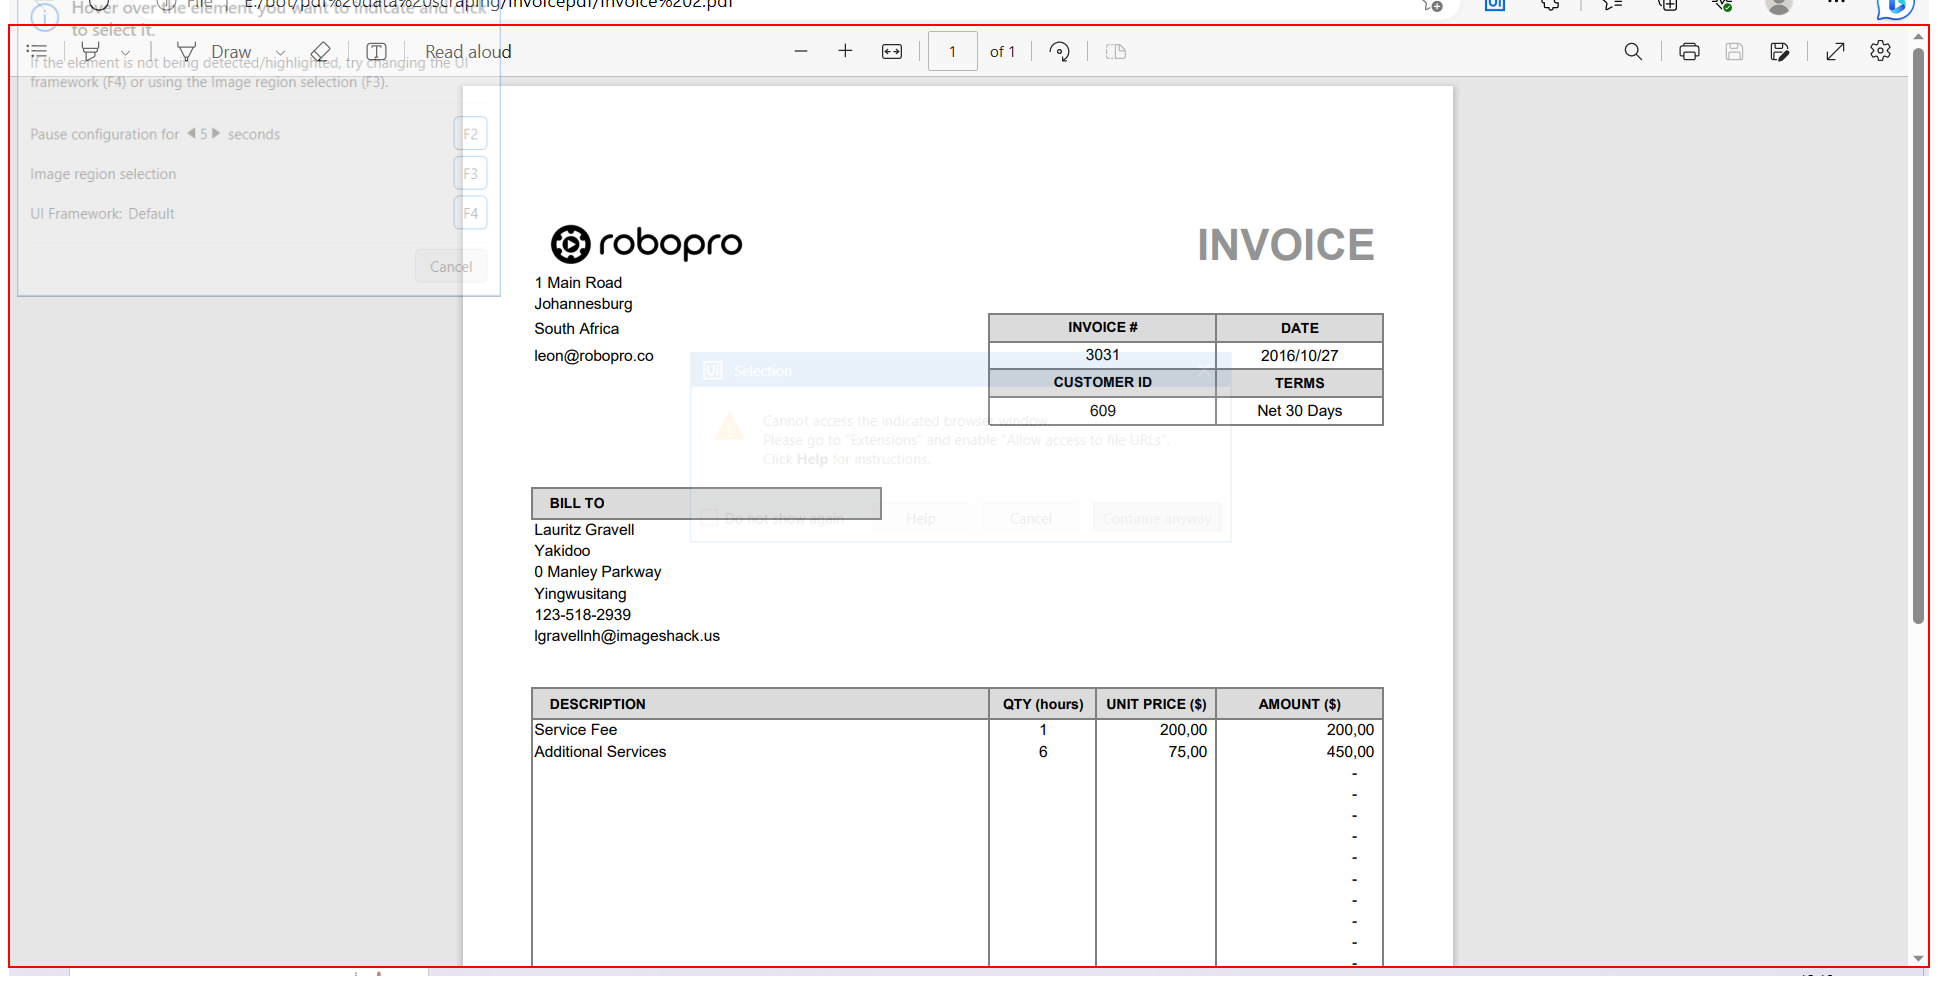 Hover over the element you want to indicate and click
to select it.
File
E:/bot/pdf%20data%20scraping/invoicepdf/invoice%202.pdf
Draw
Read aloud
1
of 1
If the element is not being detected/highlighted, try changing the UI
framework (F4) or using the Image region selection (F3).
Pause configuration for 5 seconds
F2
Image region selection
F3
UI Framework: Default
F4
Cancel
robopro
INVOICE
1 Main Road
Johannesburg
South Africa
leon@robopro.co
INVOICE # DATE
3031 2016/10/27
CUSTOMER ID TERMS
609 Net 30 Days
Ui Selection
Cannot access the indicated browser window.
Please go to "Extensions" and enable "Allow access to file URLs".
Click Help for instructions.
Do not show again
Help
Cancel
Continue anyway
BILL TO
Lauritz Gravell
Yakidoo
0 Manley Parkway
Yingwusitang
123-518-2939
lgravellnh@imageshack.us
DESCRIPTION QTY (hours) UNIT PRICE ($) AMOUNT ($)
Service Fee 1 200,00 200,00
Additional Services 6 75,00 450,00
-
-
-
-
-
-
-
-
-
-